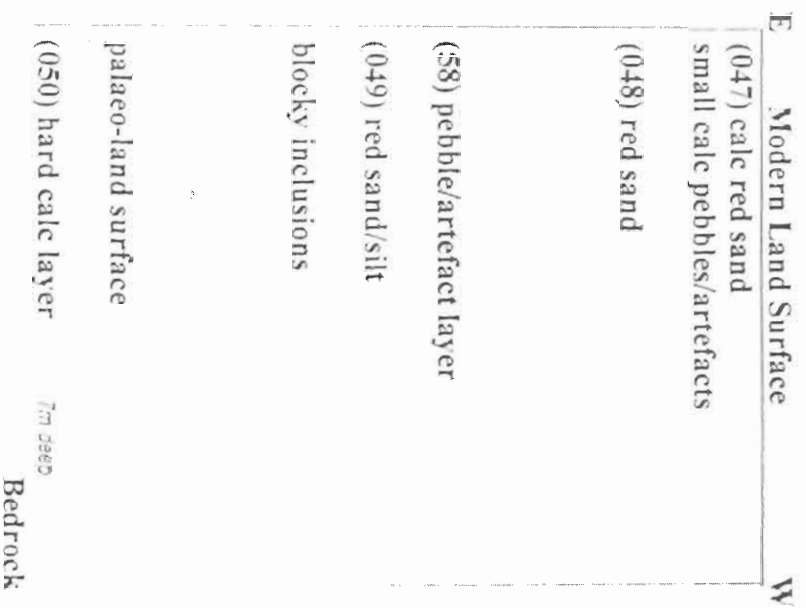 E Modern Land Surface W
(047) calc red sand
small calc pebbles/artefacts
(048) red sand
(58) pebble/artefact layer
(049) red sand/silt
blocky inclusions
palaeo-land surface
(050) hard calc layer
7m deep
Bedrock